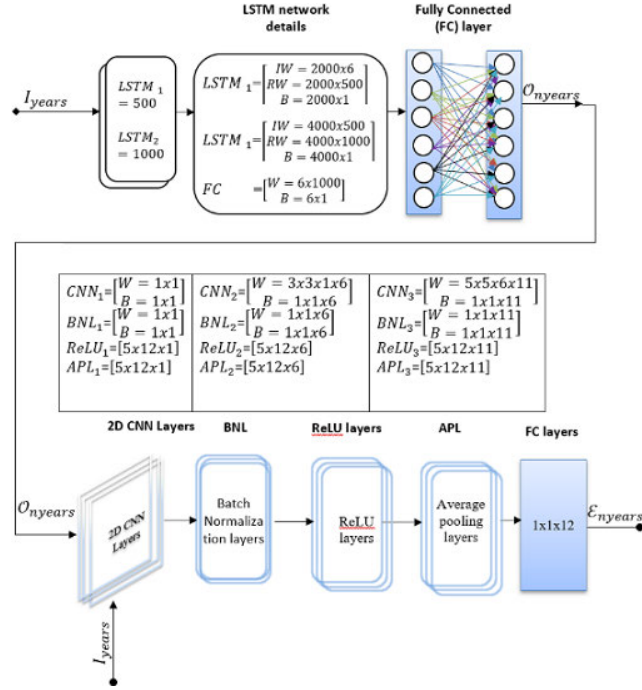 LSTM network
details
Fully Connected
(FC) layer
I_years
LSTM_1
= 500
LSTM_2
= 1000
LSTM_1=[IW = 2000x6
RW = 2000x500
B = 2000x1]
LSTM_1=[IW = 4000x500
RW = 4000x1000
B = 4000x1]
FC =[W = 6x1000
B = 6x1]
O_nyears
CNN_1=[W = 1x1
B = 1x1]
BNL_1=[W = 1x1
B = 1x1]
ReLU_1=[5x12x1]
APL_1=[5x12x1]
CNN_2=[W = 3x3x1x6
B = 1x1x6]
BNL_2=[W = 1x1x6
B = 1x1x6]
ReLU_2=[5x12x6]
APL_2=[5x12x6]
CNN_3=[W = 5x5x6x11
B = 1x1x11]
BNL_3=[W = 1x1x11
B = 1x1x11]
ReLU_3=[5x12x11]
APL_3=[5x12x11]
2D CNN Layers
BNL
ReLU layers
APL
FC layers
O_nyears
2D CNN
Layers
Batch
Normaliza
tion layers
ReLU
layers
Average
pooling
layers
1x1x12
Ɛ_nyears
I_years